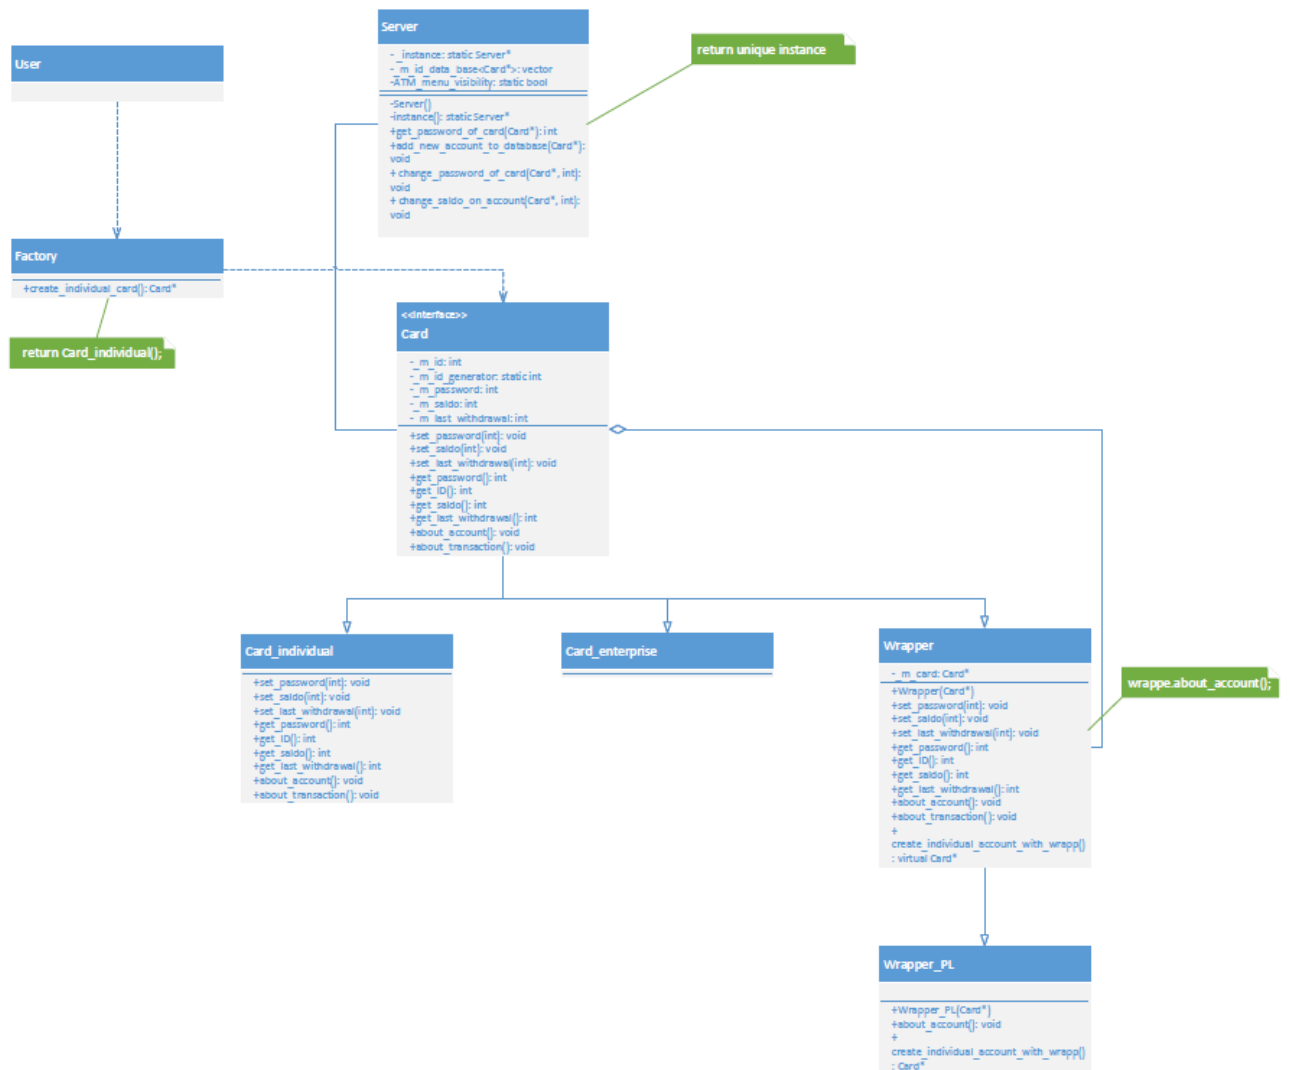 User
Server
- _instance: static Server*
- _m_id_data_base<Card*>: vector
-ATM_menu_visibility: static bool
-Server()
-instance(): static Server*
+get_password_of_card(Card*): int
+add_new_account_to_database(Card*):
void
+ change_password_of_card(Card*, int):
void
+ change_saldo_on_account(Card*, int):
void
return unique instance
Factory
+create_individual_card(): Card*
return Card_individual();
<<Interface>>
Card
- _m_id: int
- _m_id_generator: static int
- _m_password: int
- _m_saldo: int
- _m_last_withdrawal: int
+set_password(int): void
+set_saldo(int): void
+set_last_withdrawal(int): void
+get_password(): int
+get_ID(): int
+get_saldo(): int
+get_last_withdrawal(): int
+about_account(): void
+about_transaction(): void
Card_individual
+set_password(int): void
+set_saldo(int): void
+set_last_withdrawal(int): void
+get_password(): int
+get_ID(): int
+get_saldo(): int
+get_last_withdrawal(): int
+about_account(): void
+about_transaction(): void
Card_enterprise
Wrapper
- _m_card: Card*
+Wrapper(Card*)
+set_password(int): void
+set_saldo(int): void
+set_last_withdrawal(int): void
+get_password(): int
+get_ID(): int
+get_saldo(): int
+get_last_withdrawal(): int
+about_account(): void
+about_transaction(): void
+
create_individual_account_with_wrapp()
: virtual Card*
wrappe.about_account();
Wrapper_PL
+Wrapper_PL(Card*)
+about_account(): void
+
create_individual_account_with_wrapp()
: Card*